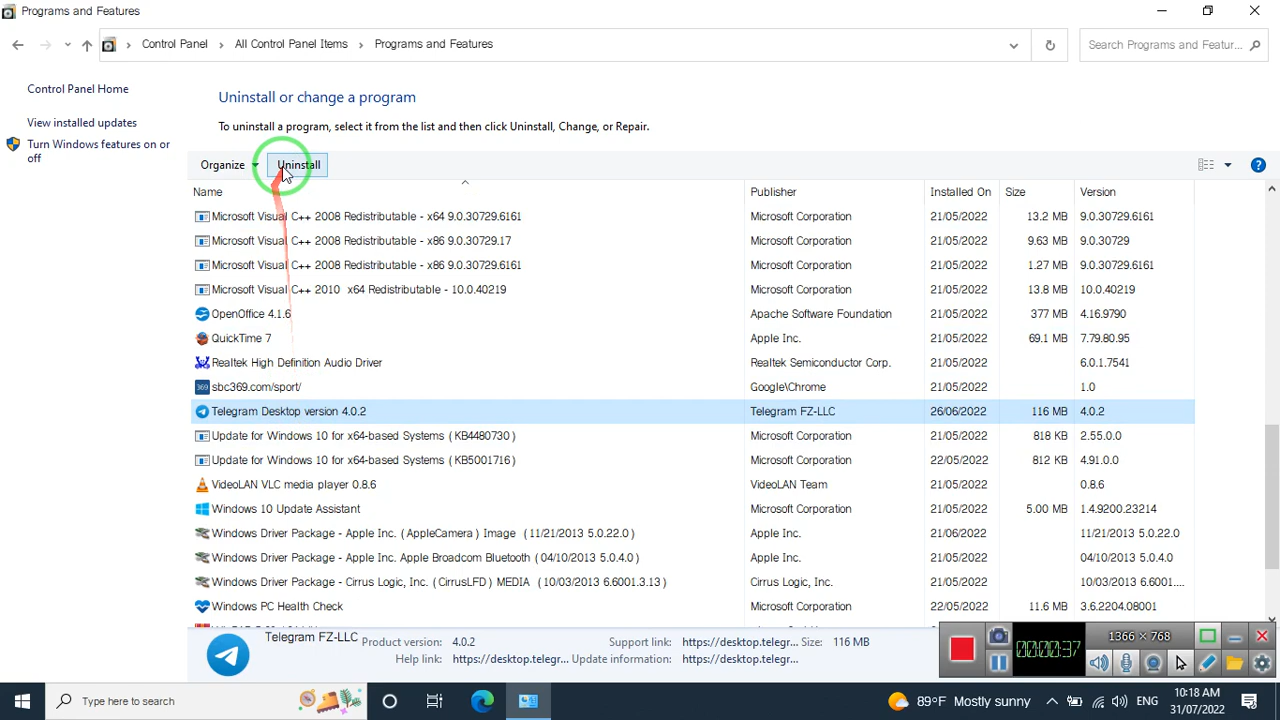 Programs and Features
Control Panel > All Control Panel Items > Programs and Features
Search Programs and Featur...
Control Panel Home
View installed updates
Turn Windows features on or
off
Uninstall or change a program
To uninstall a program, select it from the list and then click Uninstall, Change, or Repair.
Organize Uninstall
Name Publisher Installed On Size Version
Microsoft Visual C++ 2008 Redistributable - x64 9.0.30729.6161 Microsoft Corporation 21/05/2022 13.2 MB 9.0.30729.6161
Microsoft Visual C++ 2008 Redistributable - x86 9.0.30729.17 Microsoft Corporation 21/05/2022 9.63 MB 9.0.30729
Microsoft Visual C++ 2008 Redistributable - x86 9.0.30729.6161 Microsoft Corporation 21/05/2022 1.27 MB 9.0.30729.6161
Microsoft Visual C++ 2010 x64 Redistributable - 10.0.40219 Microsoft Corporation 21/05/2022 13.8 MB 10.0.40219
OpenOffice 4.1.6 Apache Software Foundation 21/05/2022 377 MB 4.16.9790
QuickTime 7 Apple Inc. 21/05/2022 69.1 MB 7.79.80.95
Realtek High Definition Audio Driver Realtek Semiconductor Corp. 21/05/2022 6.0.1.7541
369 sbc369.com/sport/ Google\Chrome 21/05/2022 1.0
Telegram Desktop version 4.0.2 Telegram FZ-LLC 26/06/2022 116 MB 4.0.2
Update for Windows 10 for x64-based Systems (KB4480730) Microsoft Corporation 21/05/2022 818 KB 2.55.0.0
Update for Windows 10 for x64-based Systems (KB5001716) Microsoft Corporation 22/05/2022 812 KB 4.91.0.0
VideoLAN VLC media player 0.8.6 VideoLAN Team 21/05/2022 0.8.6
Windows 10 Update Assistant Microsoft Corporation 21/05/2022 5.00 MB 1.4.9200.23214
Windows Driver Package - Apple Inc. (AppleCamera) Image (11/21/2013 5.0.22.0) Apple Inc. 21/06/2022 11/21/2013 5.0.22.0
Windows Driver Package - Apple Inc. Apple Broadcom Bluetooth (04/10/2013 5.0.4.0) Apple Inc. 21/05/2022 04/10/2013 5.0.4.0
Windows Driver Package - Cirrus Logic, Inc. (CirrusLFD) MEDIA (10/03/2013 6.6001.3.13) Cirrus Logic, Inc. 21/05/2022 10/03/2013 6.6001....
Windows PC Health Check Microsoft Corporation 22/05/2022 11.6 MB 3.6.2204.08001
Telegram FZ-LLC Product version: 4.0.2 Support link: https://desktop.telegr... Size: 116 MB
Help link: https://desktop.telegr... Update information: https://desktop.telegr...
1366 × 768
00:00:37
Type here to search
89°F Mostly sunny
ENG
10:18 AM
31/07/2022